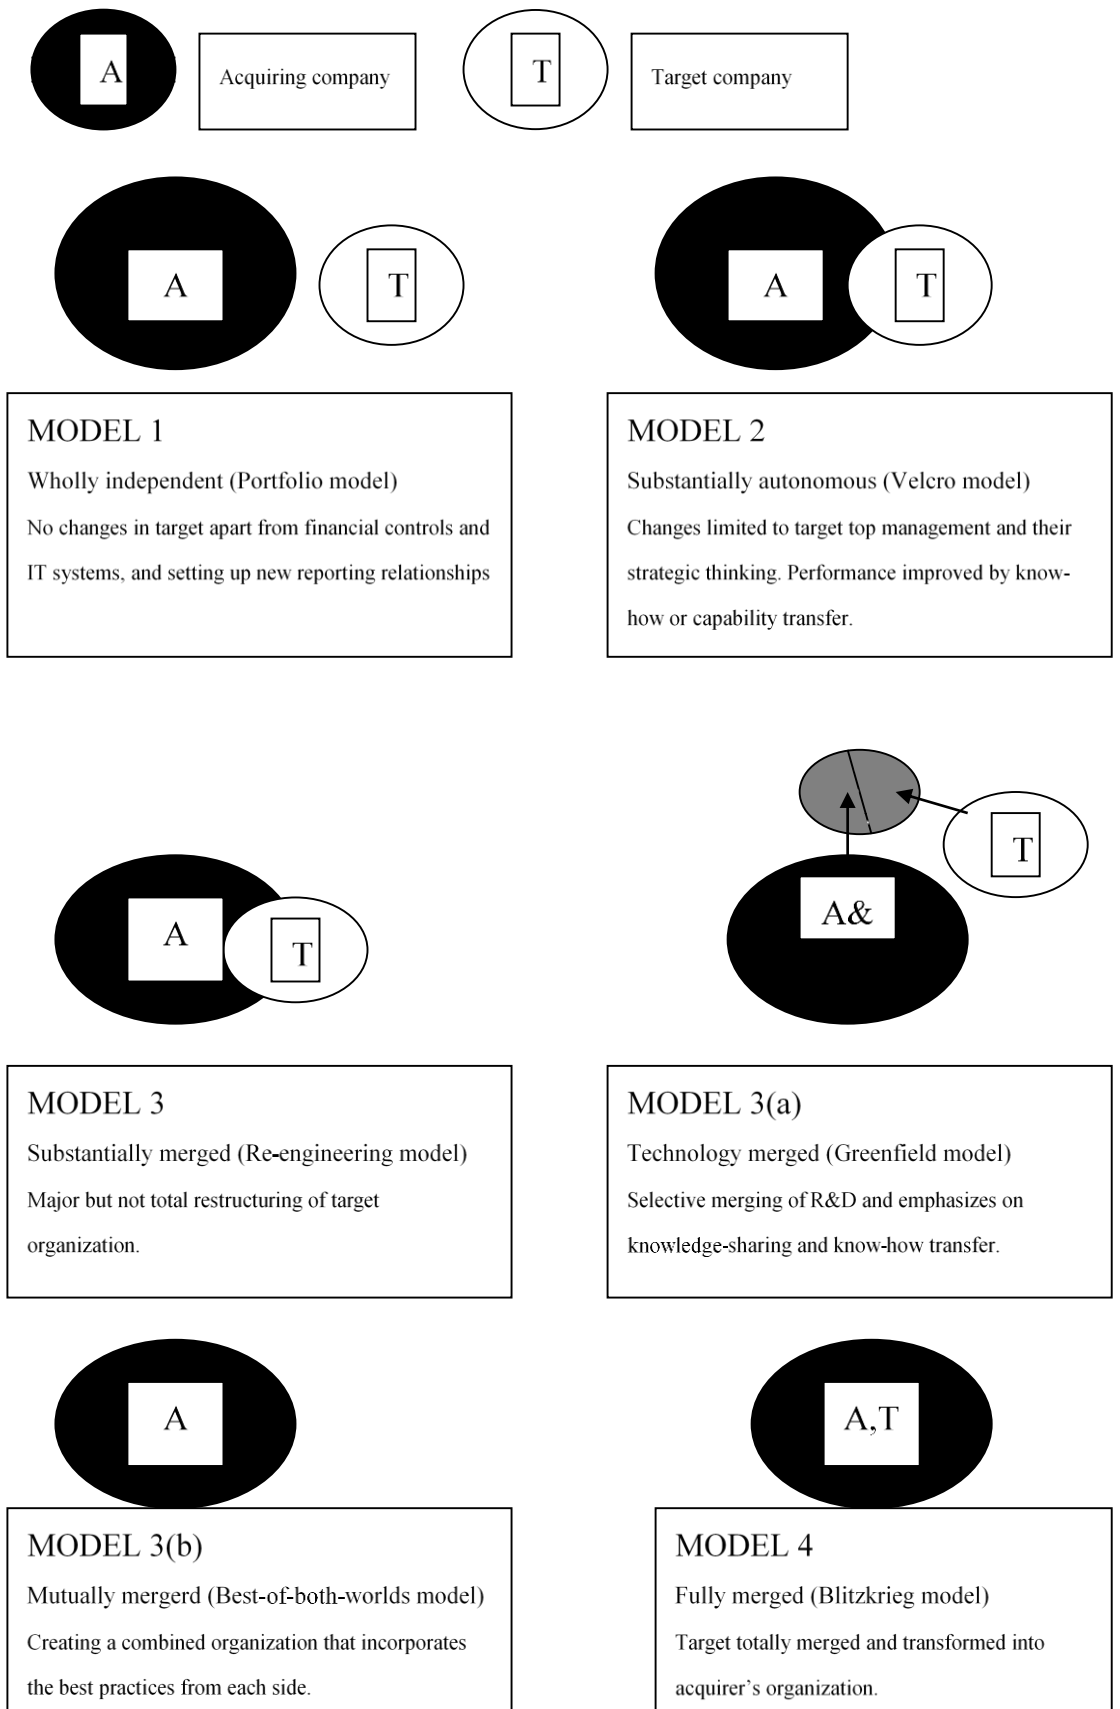 A
Acquiring company
T
Target company
A
T
A
T
MODEL 1
Wholly independent (Portfolio model)
No changes in target apart from financial controls and
IT systems, and setting up new reporting relationships
MODEL 2
Substantially autonomous (Velcro model)
Changes limited to target top management and their
strategic thinking. Performance improved by know-
how or capability transfer.
A
T
A&
T
MODEL 3
Substantially merged (Re-engineering model)
Major but not total restructuring of target
organization.
MODEL 3(a)
Technology merged (Greenfield model)
Selective merging of R&D and emphasizes on
knowledge-sharing and know-how transfer.
A
A,T
MODEL 3(b)
Mutually mergerd (Best-of-both-worlds model)
Creating a combined organization that incorporates
the best practices from each side.
MODEL 4
Fully merged (Blitzkrieg model)
Target totally merged and transformed into
acquirer's organization.